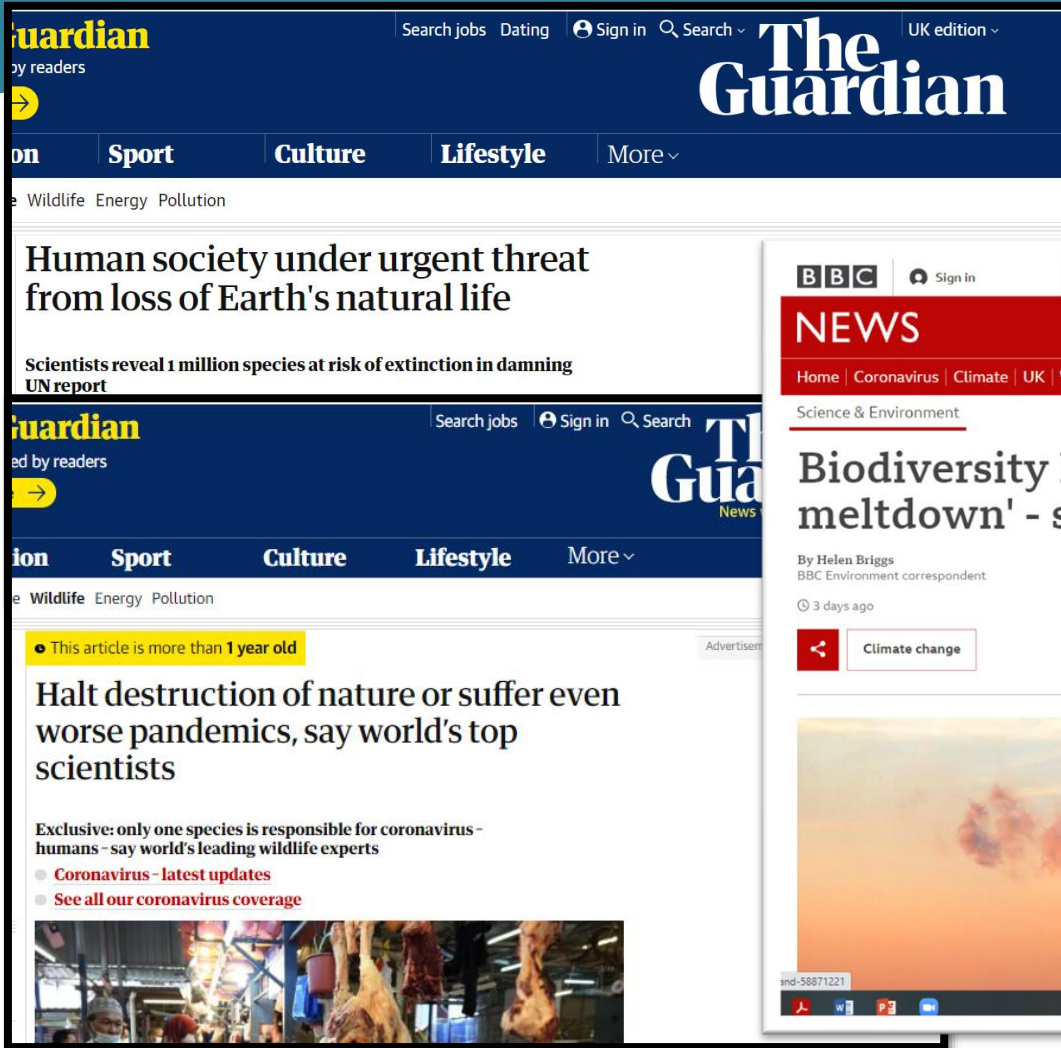 uardian
by readers
Search jobs Dating Sign in Search
The
Guardian
UK edition
on Sport Culture Lifestyle More
e Wildlife Energy Pollution
Human society under urgent threat
from loss of Earth's natural life
Scientists reveal 1 million species at risk of extinction in damning
UN report
uardian
ed by readers
Search jobs Sign in Search
Th
Gua
News
ion Sport Culture Lifestyle More
e Wildlife Energy Pollution
This article is more than 1 year old
Advertisem
Halt destruction of nature or suffer even
worse pandemics, say world's top
scientists
Exclusive: only one species is responsible for coronavirus –
humans – say world's leading wildlife experts
Coronavirus – latest updates
See all our coronavirus coverage
BBC Sign in
NEWS
Home Coronavirus Climate UK
Science & Environment
Biodiversity
meltdown' - s
By Helen Briggs
BBC Environment correspondent
3 days ago
Climate change
and-58871221